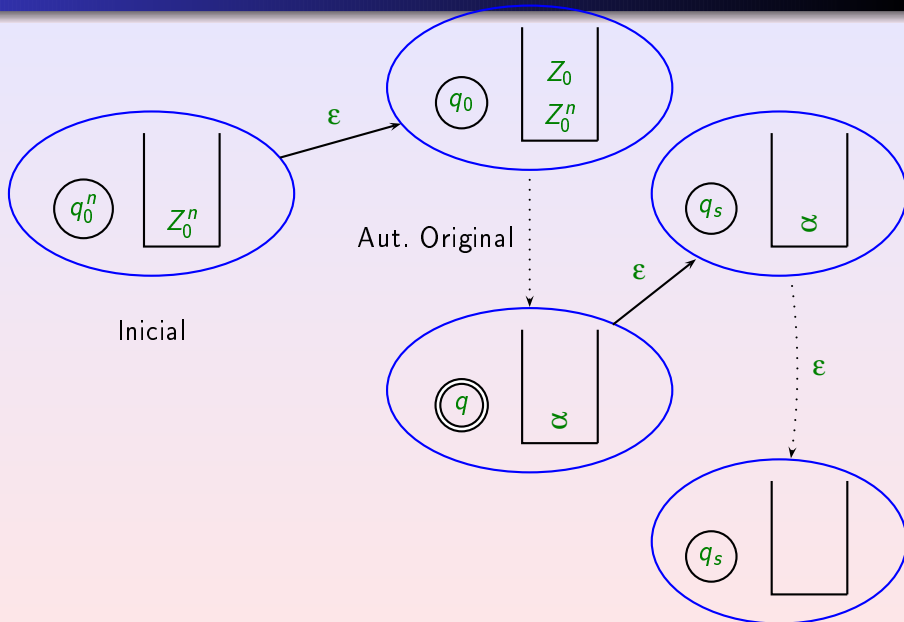 ε
q₀
Z₀
Z₀ⁿ
q₀ⁿ
Z₀ⁿ
qₛ
α
Aut. Original
ε
Inicial
q
α
ε
qₛ